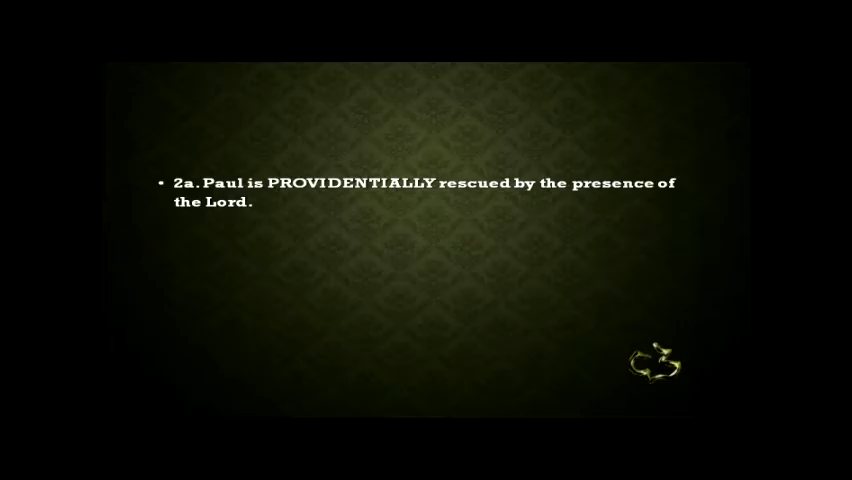 • 2a. Paul is PROVIDENTIALLY rescued by the presence of
the Lord.